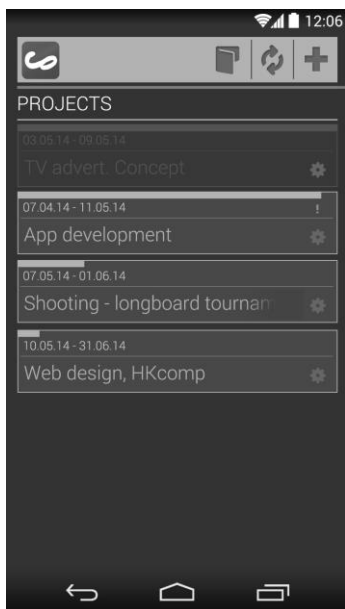 12:06
PROJECTS
03.05.14 - 09.05.14
TV advert. Concept
07.04.14 - 11.05.14
!
App development
07.05.14 - 01.06.14
Shooting - longboard tournam
10.05.14 - 31.06.14
Web design, HKcomp